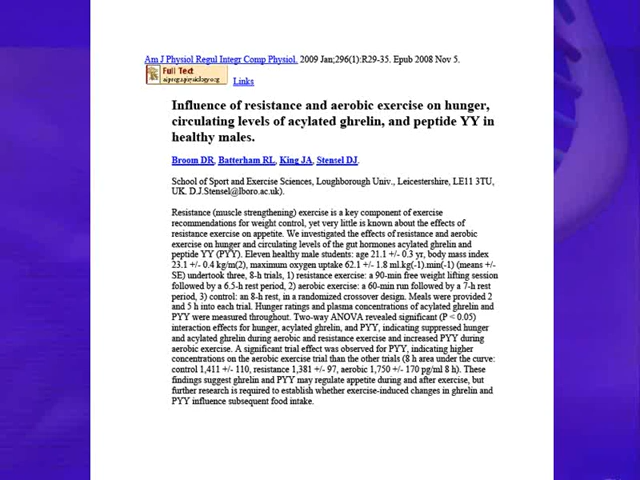 Am J Physiol Regul Integr Comp Physiol. 2009 Jan;296(1):R29-35. Epub 2008 Nov 5.
Full Text
ajpregu.physiology.org
Links
Influence of resistance and aerobic exercise on hunger,
circulating levels of acylated ghrelin, and peptide YY in
healthy males.
Broom DR, Batterham RL, King JA, Stensel DJ.
School of Sport and Exercise Sciences, Loughborough Univ., Leicestershire, LE11 3TU,
UK. D.J.Stensel@lboro.ac.uk).
Resistance (muscle strengthening) exercise is a key component of exercise
recommendations for weight control, yet very little is known about the effects of
resistance exercise on appetite. We investigated the effects of resistance and aerobic
exercise on hunger and circulating levels of the gut hormones acylated ghrelin and
peptide YY (PYY). Eleven healthy male students: age 21.1 +/- 0.3 yr, body mass index
23.1 +/- 0.4 kg/m(2), maximum oxygen uptake 62.1 +/- 1.8 ml.kg(-1).min(-1) (means +/-
SE) undertook three, 8-h trials, 1) resistance exercise: a 90-min free weight lifting session
followed by a 6.5-h rest period, 2) aerobic exercise: a 60-min run followed by a 7-h rest
period, 3) control: an 8-h rest, in a randomized crossover design. Meals were provided 2
and 5 h into each trial. Hunger ratings and plasma concentrations of acylated ghrelin and
PYY were measured throughout. Two-way ANOVA revealed significant (P < 0.05)
interaction effects for hunger, acylated ghrelin, and PYY, indicating suppressed hunger
and acylated ghrelin during aerobic and resistance exercise and increased PYY during
aerobic exercise. A significant trial effect was observed for PYY, indicating higher
concentrations on the aerobic exercise trial than the other trials (8 h area under the curve:
control 1,411 +/- 110, resistance 1,381 +/- 97, aerobic 1,750 +/- 170 pg/ml 8 h). These
findings suggest ghrelin and PYY may regulate appetite during and after exercise, but
further research is required to establish whether exercise-induced changes in ghrelin and
PYY influence subsequent food intake.